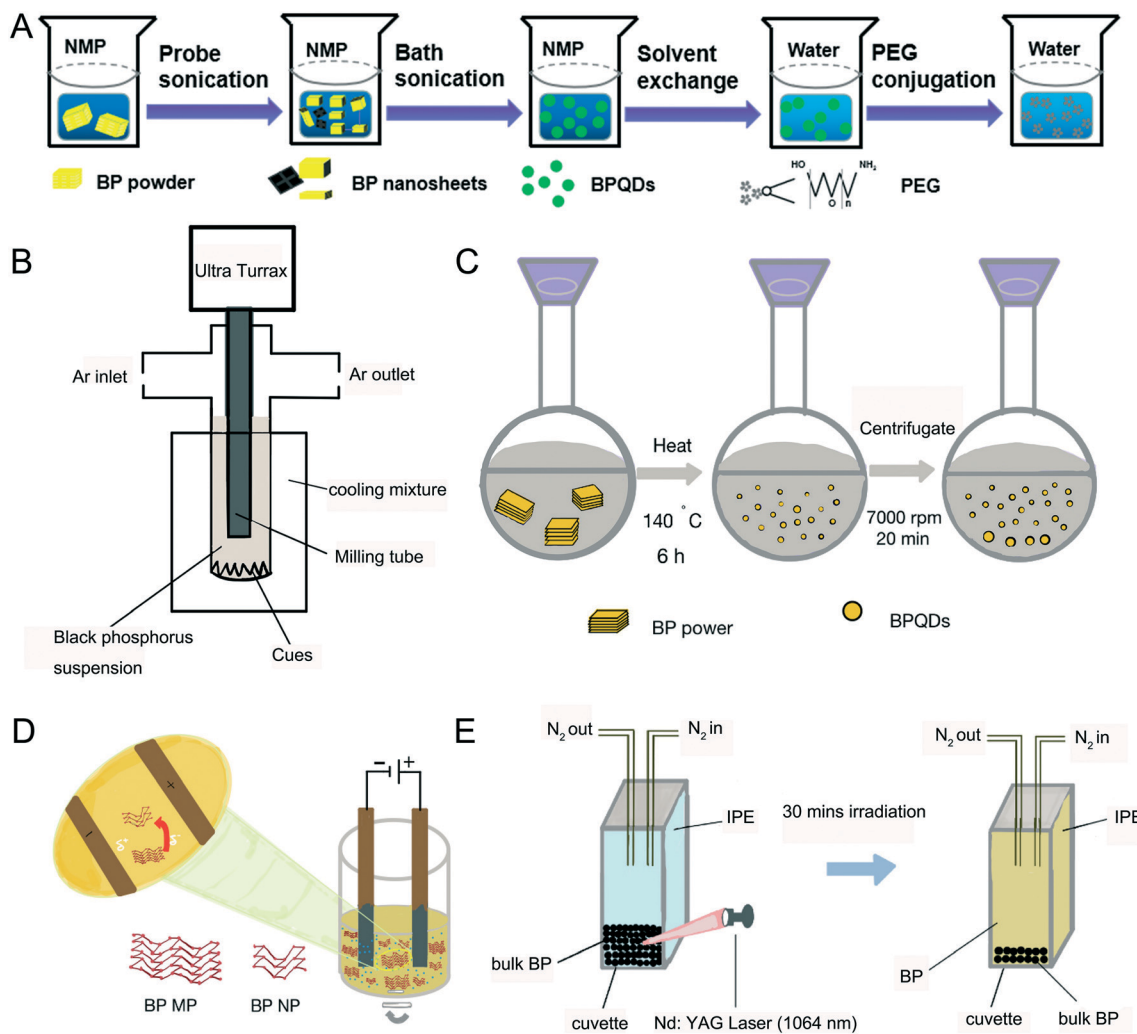 A
NMP
Probe
sonication
NMP
Bath
sonication
NMP
Solvent
exchange
Water
PEG
conjugation
Water
BP powder
BP nanosheets
BPQDs
HO
NH2
O
n
PEG
B
Ultra Turrax
Ar inlet
Ar outlet
cooling mixture
Milling tube
Black phosphorus
suspension
Cues
C
Heat
140 °C
6 h
Centrifugate
7000 rpm
20 min
BP power
BPQDs
D
− +
+
−
δ+
δ-
BP MP
BP NP
E
N2 out
N2 in
IPE
bulk BP
cuvette
Nd: YAG Laser (1064 nm)
30 mins irradiation
N2 out
N2 in
IPE
BP
cuvette
bulk BP